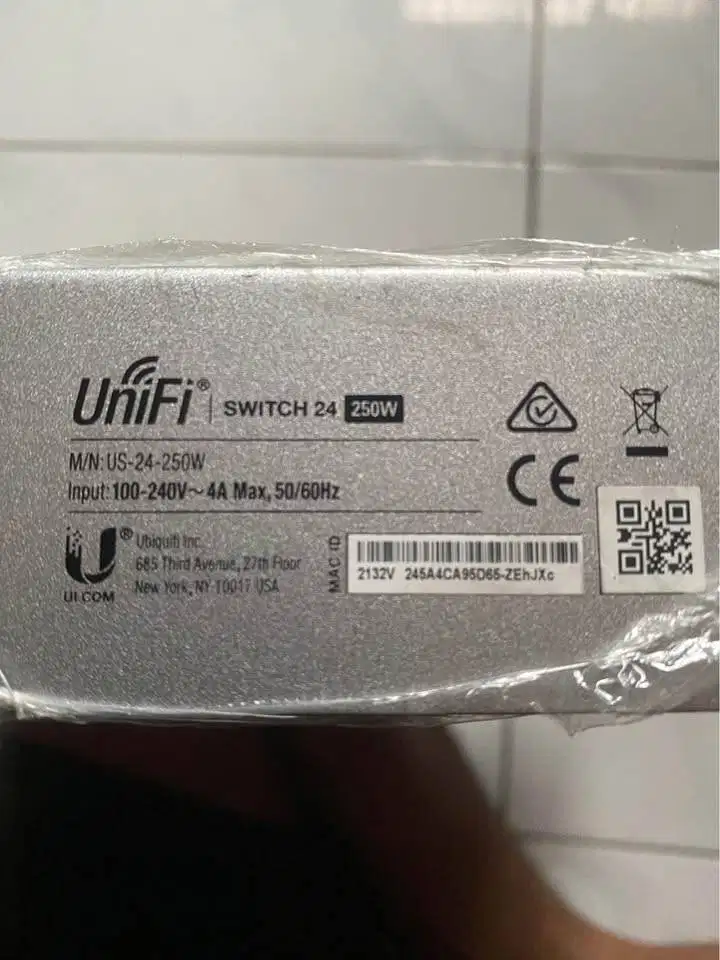 UniFi® | SWITCH 24 250W
M/N: US-24-250W
Input: 100-240V~ 4A Max, 50/60Hz
U®
UI.COM
Ubiquiti Inc.
685 Third Avenue, 27th Floor
New York, NY 10017 USA
MAC ID
2132V 245A4CA95D65-ZEhJXc
CE